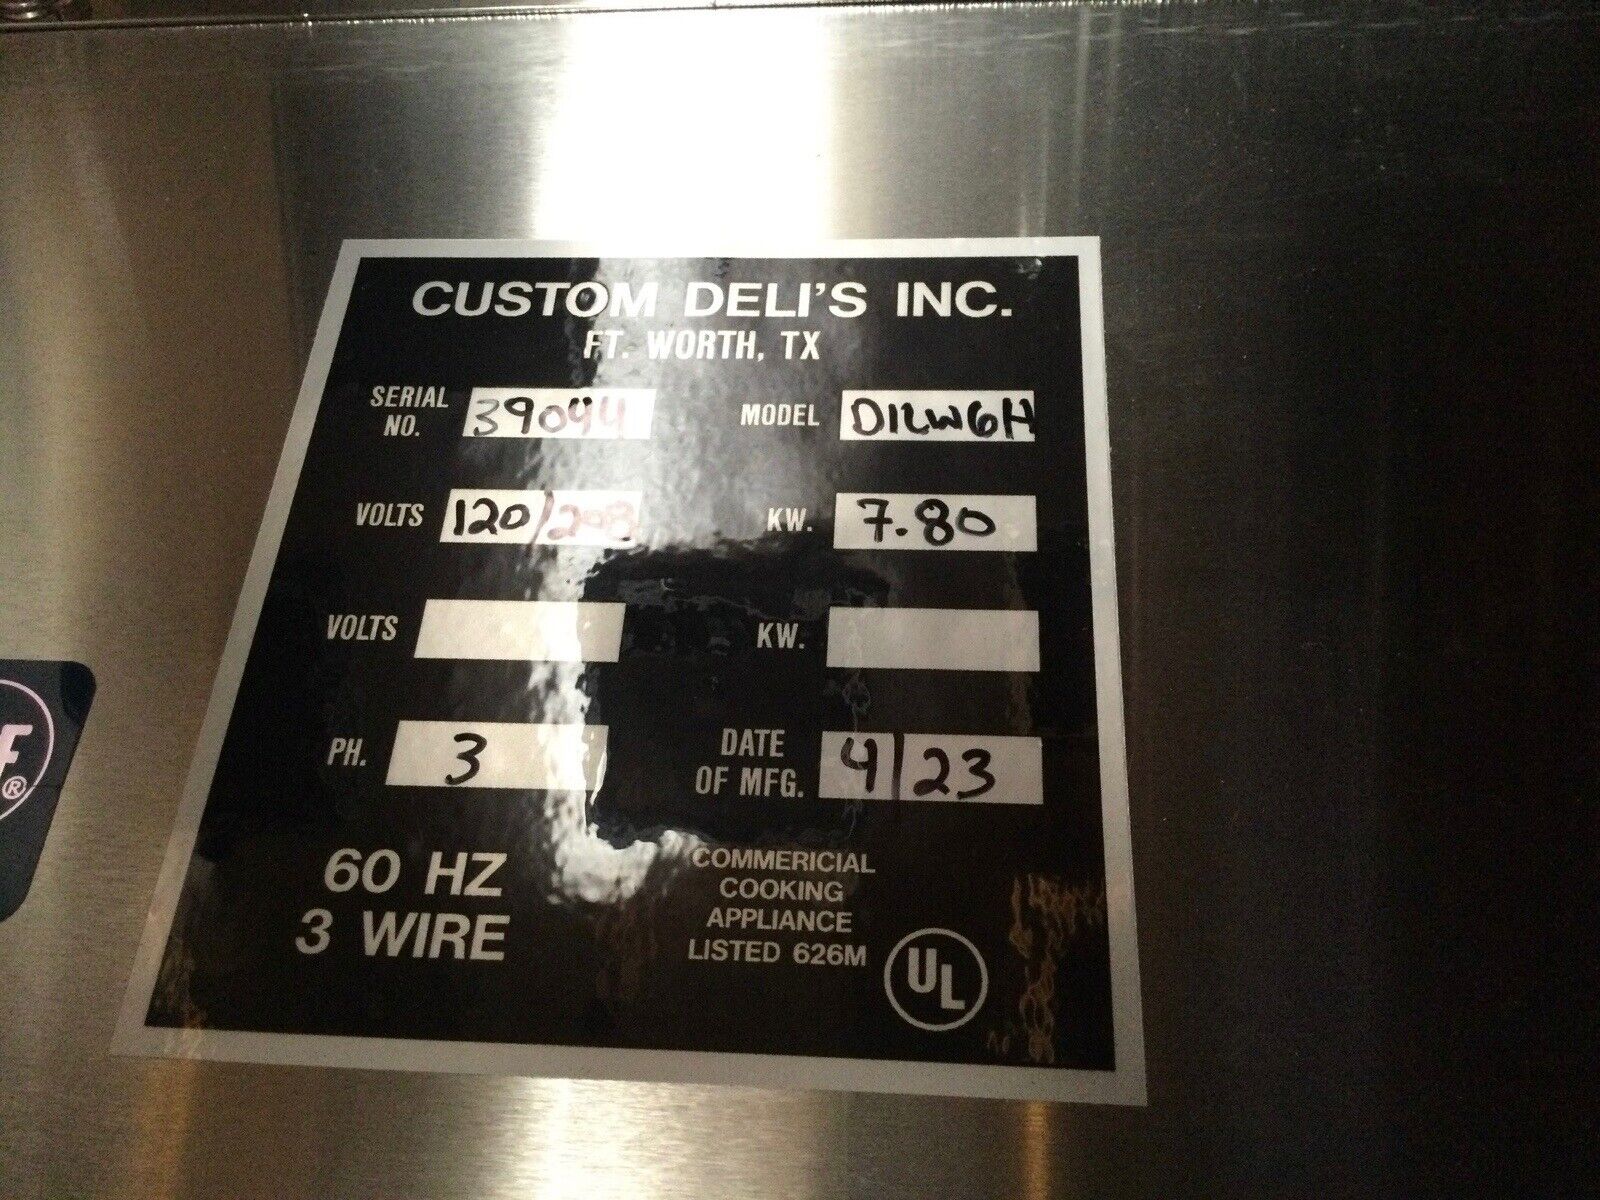 CUSTOM DELI'S INC.
FT. WORTH, TX
SERIAL NO. 39044 MODEL D1LW6H
VOLTS 120/208 KW. 7.80
VOLTS KW.
PH. 3 DATE OF MFG. 4/23
60 HZ
3 WIRE
COMMERICIAL
COOKING
APPLIANCE
LISTED 626M
UL